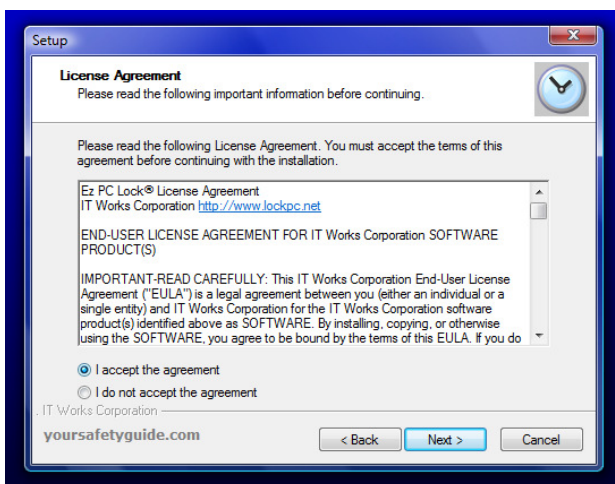 Setup
License Agreement
Please read the following important information before continuing.
Please read the following License Agreement. You must accept the terms of this
agreement before continuing with the installation.
Ez PC Lock® License Agreement
IT Works Corporation http://www.lockpc.net
END-USER LICENSE AGREEMENT FOR IT Works Corporation SOFTWARE
PRODUCT(S)
IMPORTANT-READ CAREFULLY: This IT Works Corporation End-User License
Agreement ("EULA") is a legal agreement between you (either an individual or a
single entity) and IT Works Corporation for the IT Works Corporation software
product(s) identified above as SOFTWARE. By installing, copying, or otherwise
using the SOFTWARE, you agree to be bound by the terms of this EULA. If you do
I accept the agreement
I do not accept the agreement
. IT Works Corporation
yoursafetyguide.com
< Back
Next >
Cancel